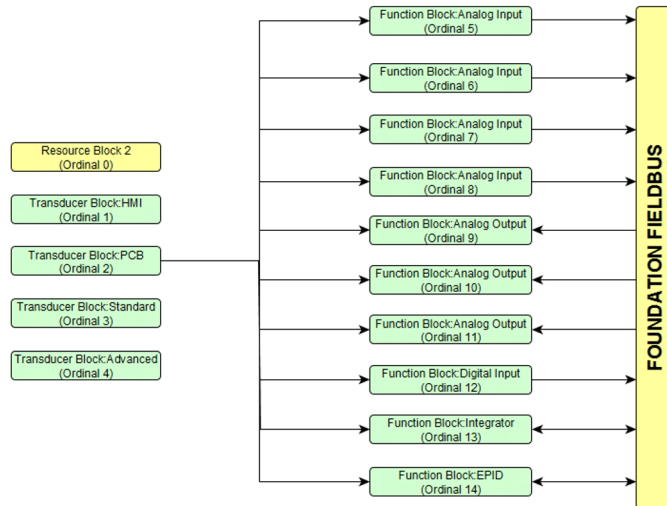 Resource Block 2
(Ordinal 0)
Transducer Block:HMI
(Ordinal 1)
Transducer Block:PCB
(Ordinal 2)
Transducer Block:Standard
(Ordinal 3)
Transducer Block:Advanced
(Ordinal 4)
Function Block:Analog Input
(Ordinal 5)
Function Block:Analog Input
(Ordinal 6)
Function Block:Analog Input
(Ordinal 7)
Function Block:Analog Input
(Ordinal 8)
Function Block:Analog Output
(Ordinal 9)
Function Block:Analog Output
(Ordinal 10)
Function Block:Analog Output
(Ordinal 11)
Function Block:Digital Input
(Ordinal 12)
Function Block:Integrator
(Ordinal 13)
Function Block:EPID
(Ordinal 14)
FOUNDATION FIELDBUS